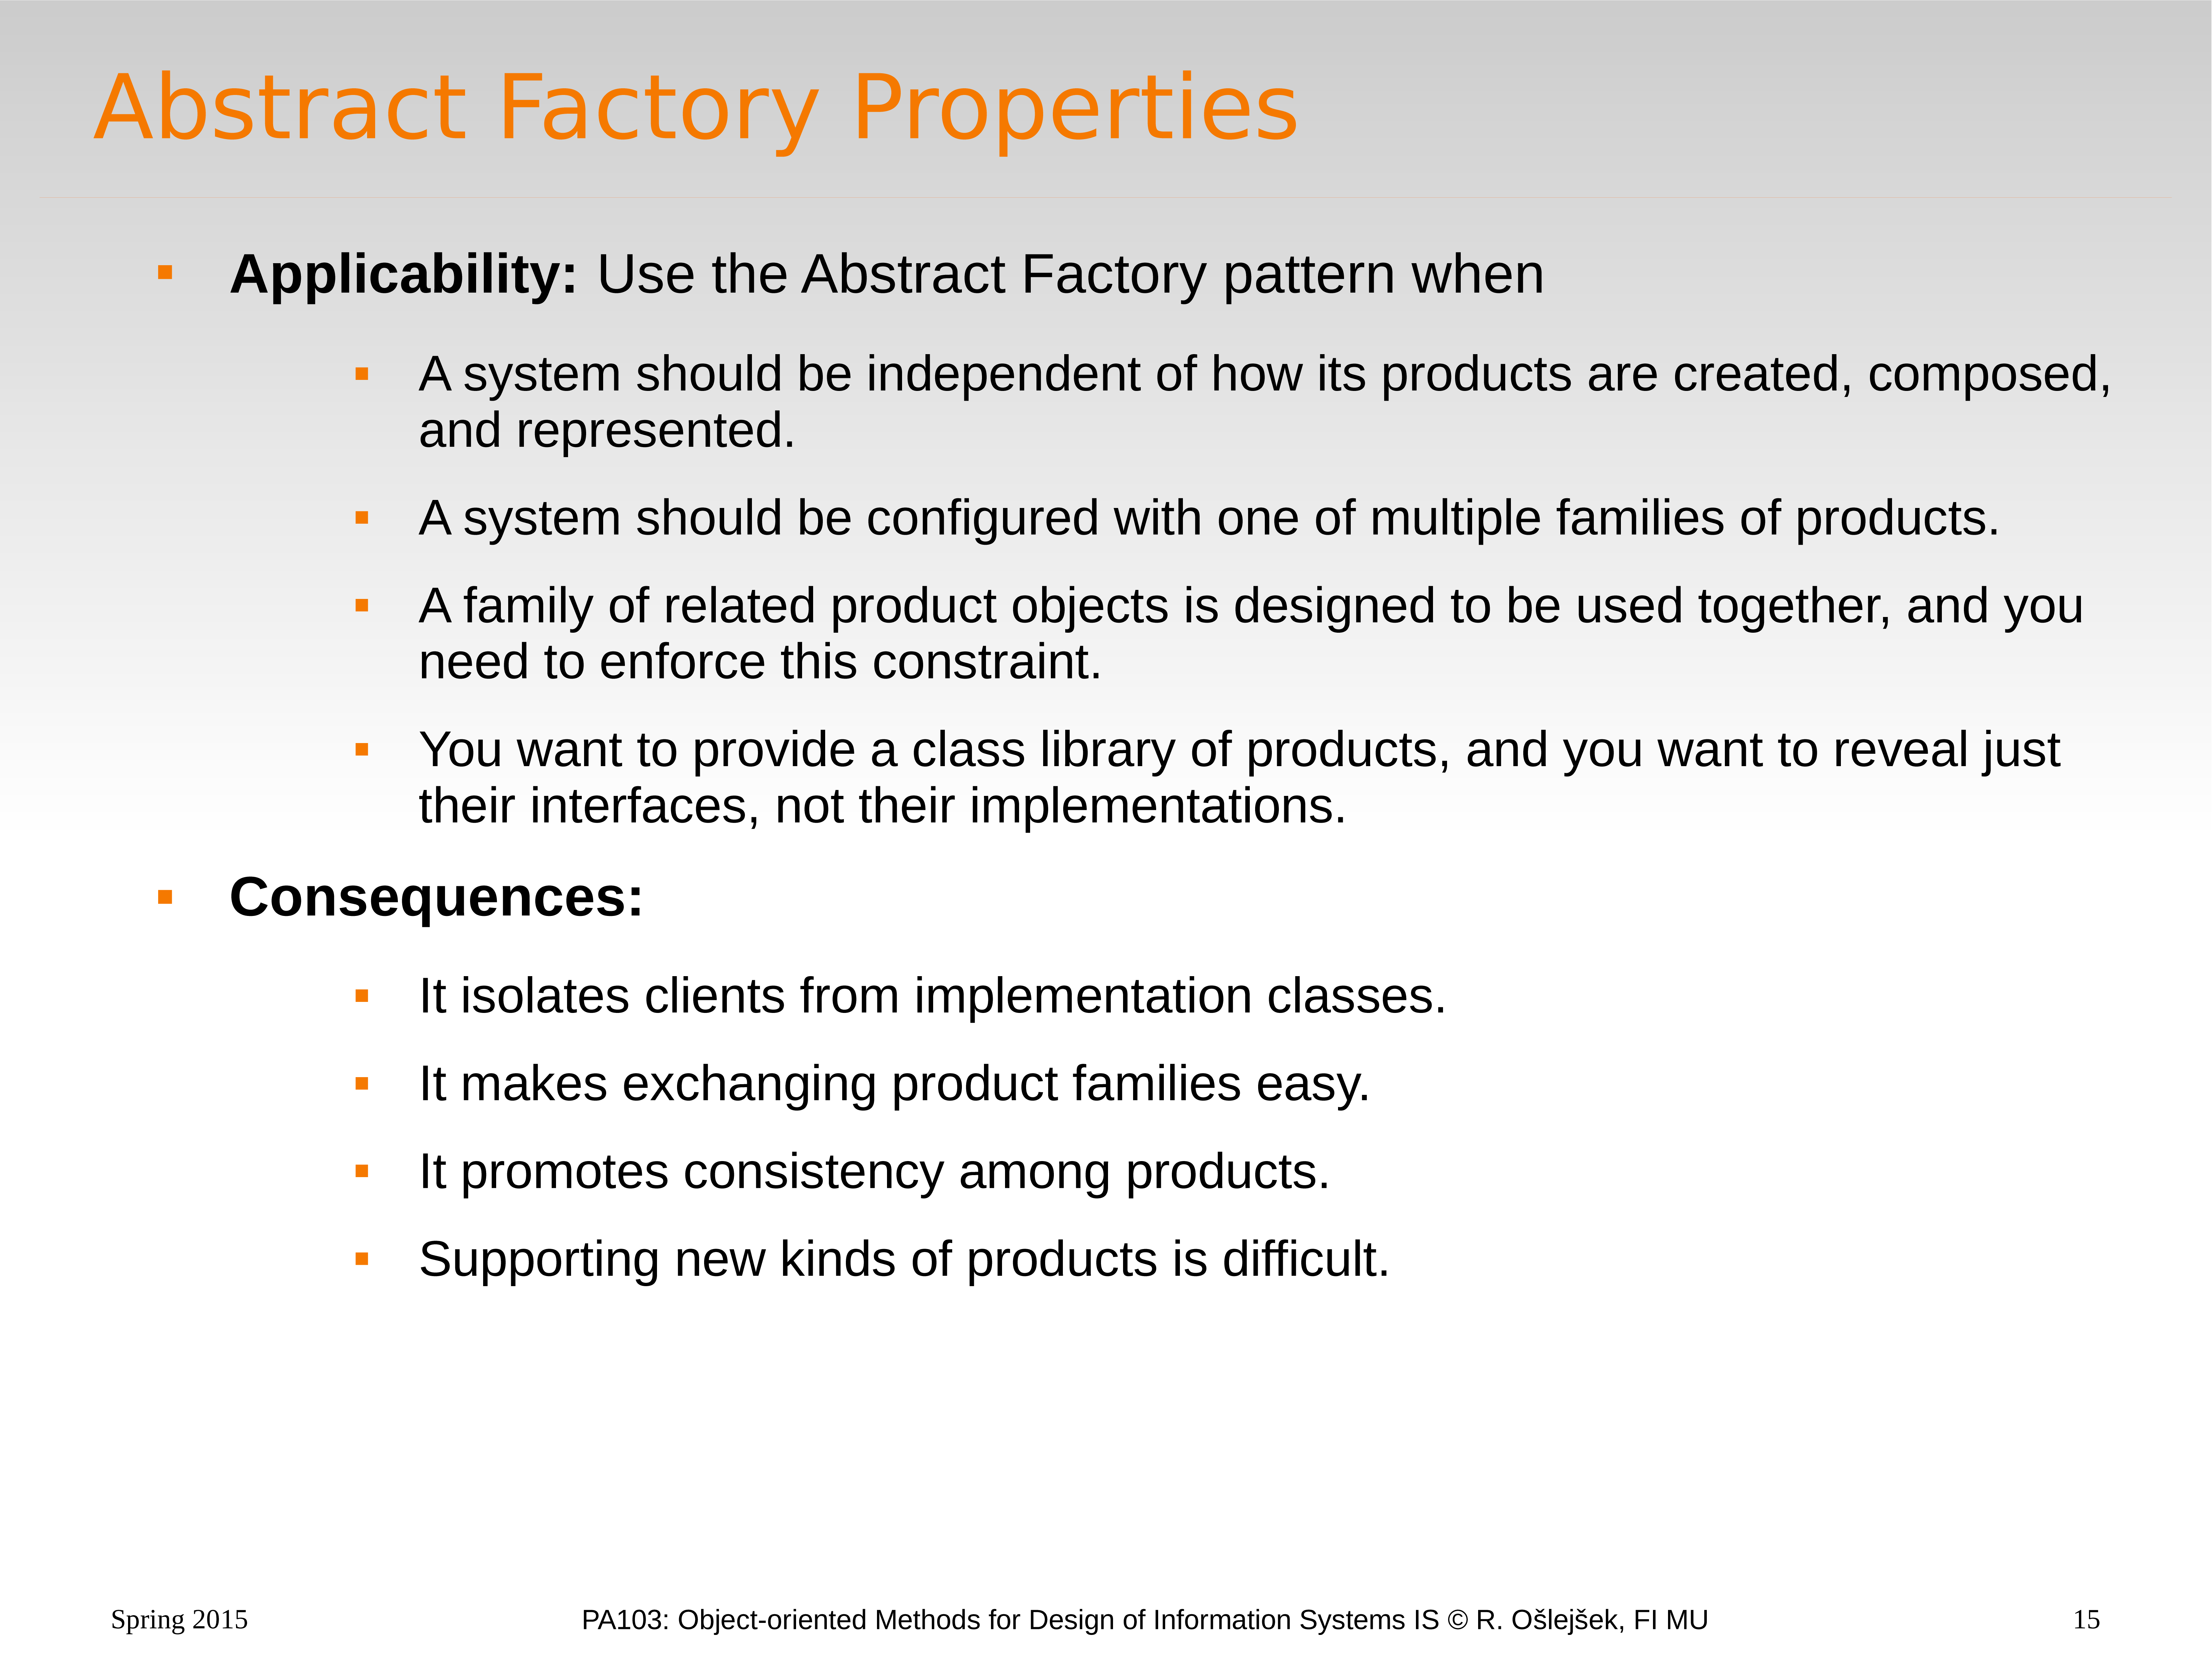 Abstract Factory Properties
Applicability: Use the Abstract Factory pattern when
A system should be independent of how its products are created, composed,
and represented.
A system should be configured with one of multiple families of products.
A family of related product objects is designed to be used together, and you
need to enforce this constraint.
You want to provide a class library of products, and you want to reveal just
their interfaces, not their implementations.
Consequences:
It isolates clients from implementation classes.
It makes exchanging product families easy.
It promotes consistency among products.
Supporting new kinds of products is difficult.
Spring 2015 PA103: Object-oriented Methods for Design of Information Systems IS © R. Ošlejšek, FI MU 15